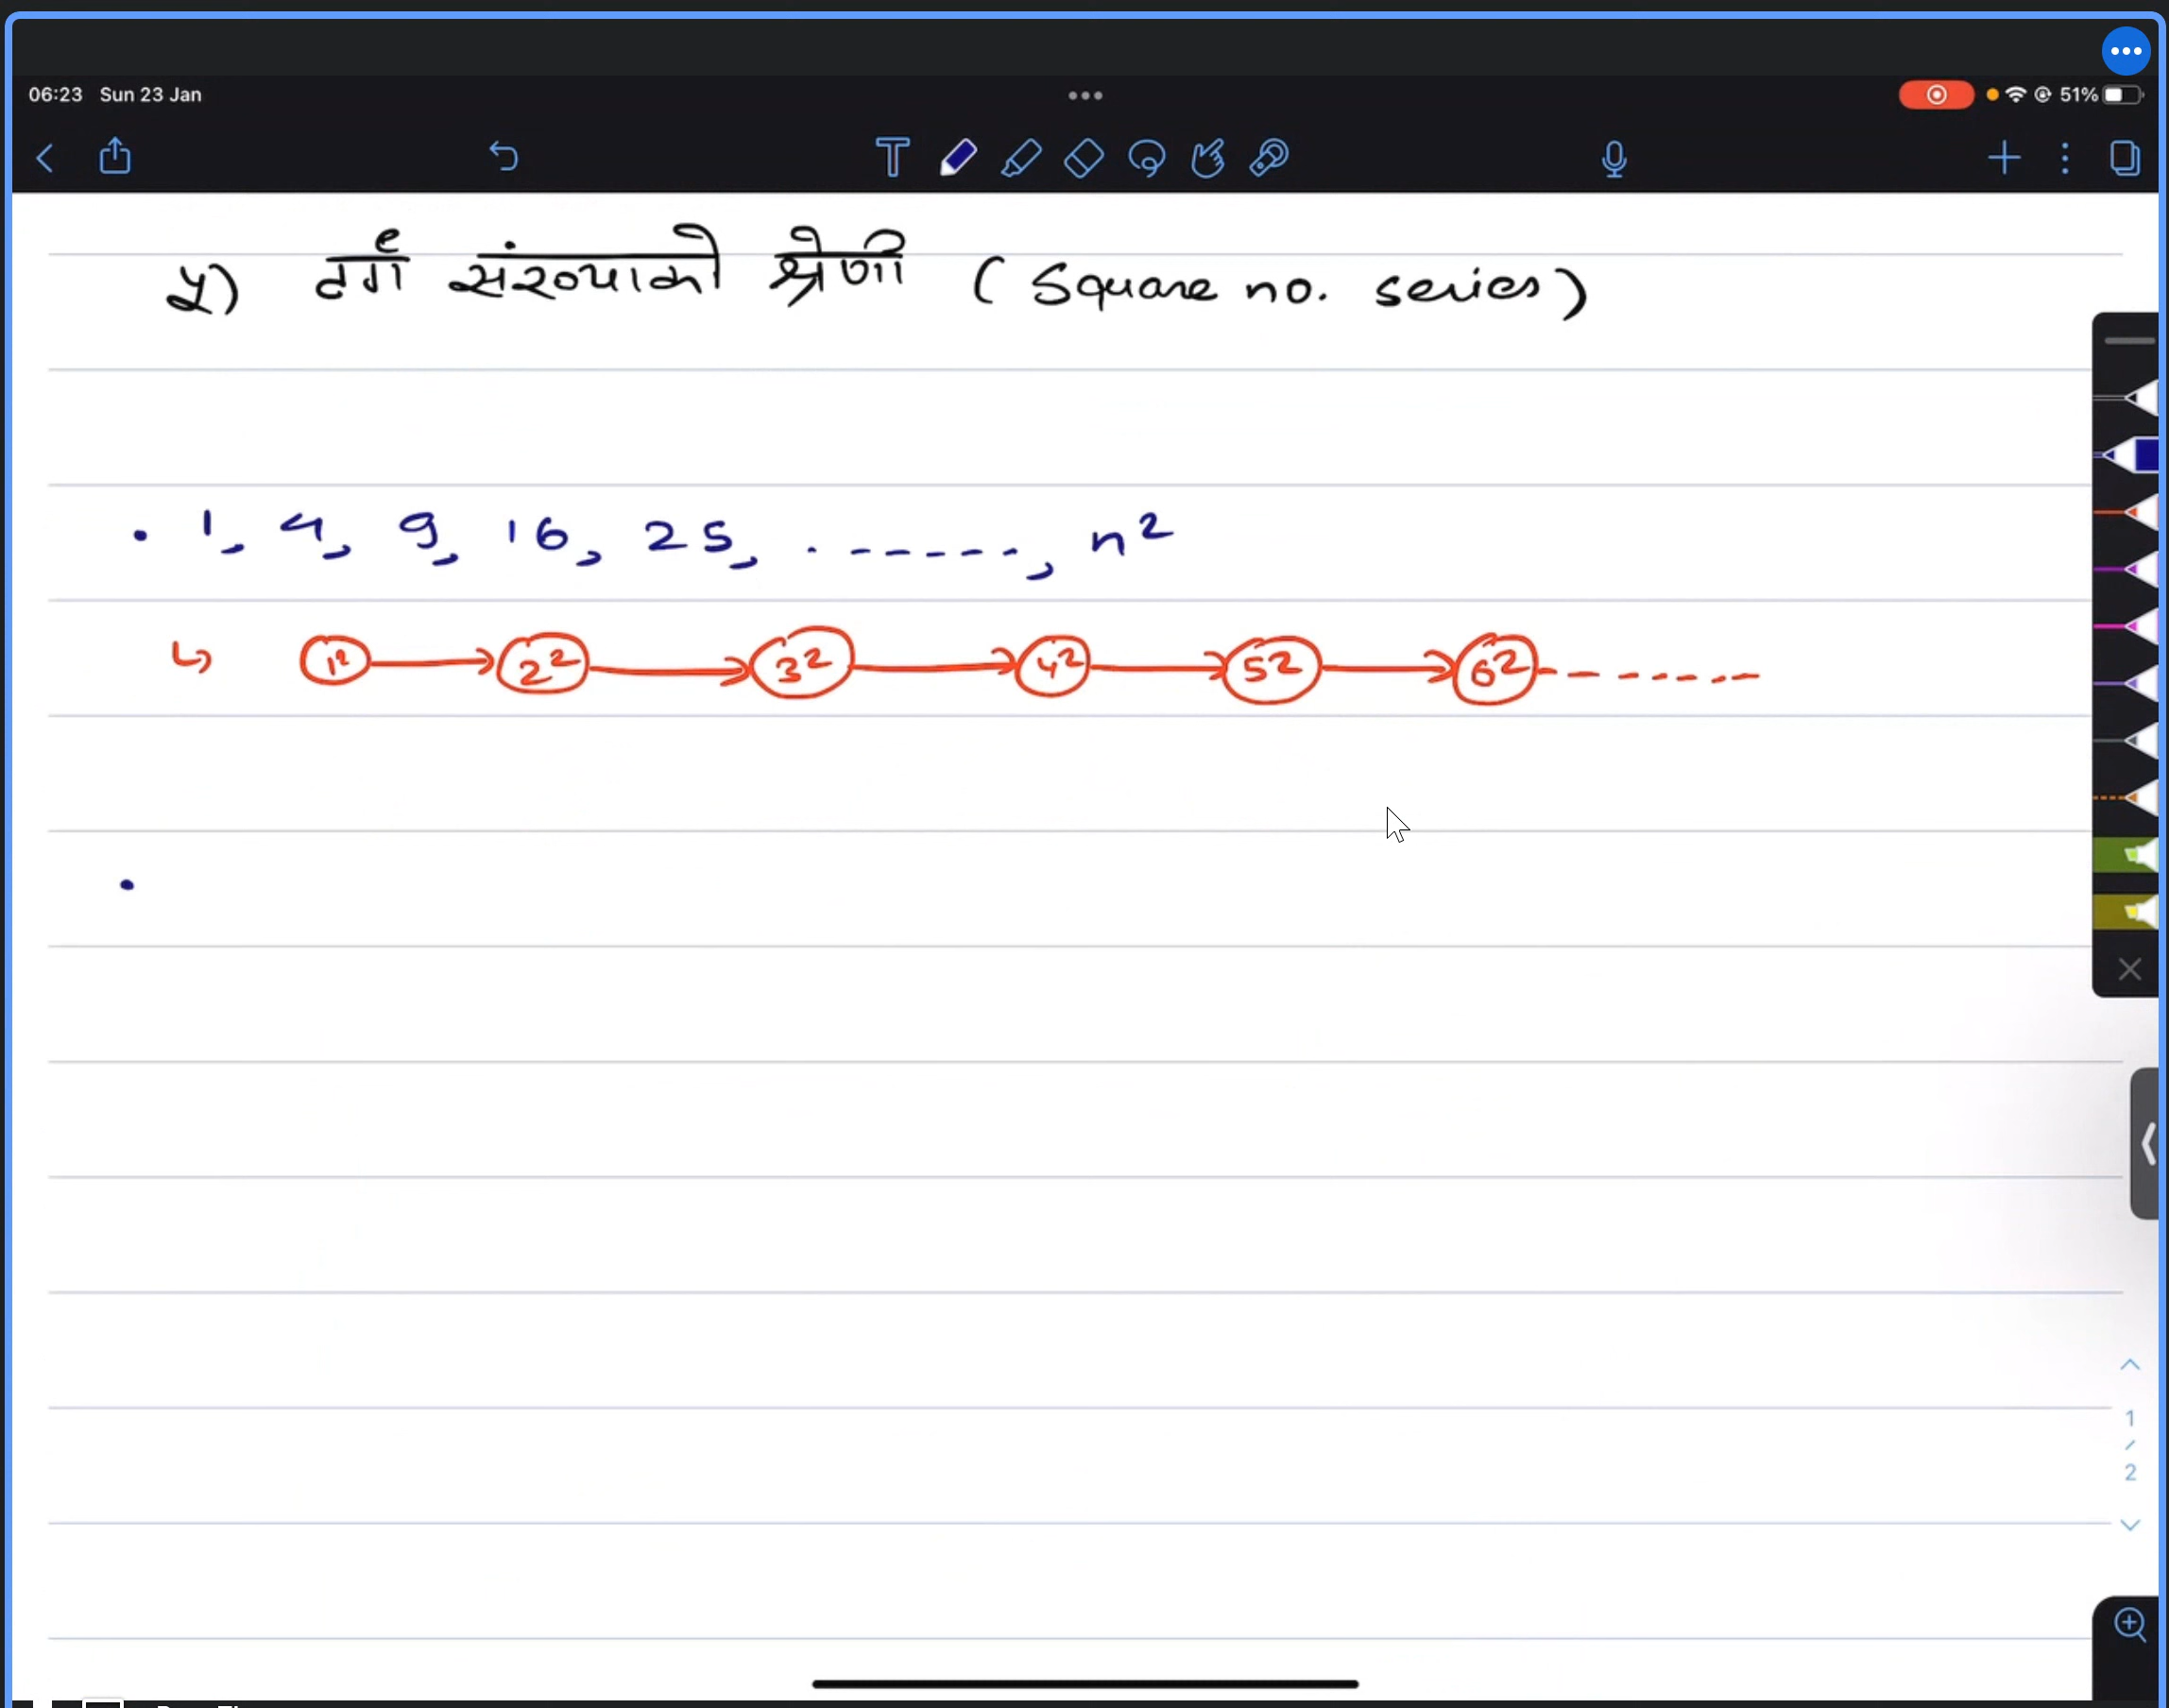 06:23 Sun 23 Jan
51%
५) वर्ग संख्याको श्रेणी (Square no. series)
• 1, 4, 9, 16, 25, . - - - - - , n²
↳ 1² → 2² → 3² → 4² → 5² → 6² - - - - - - -
•
1
/
2